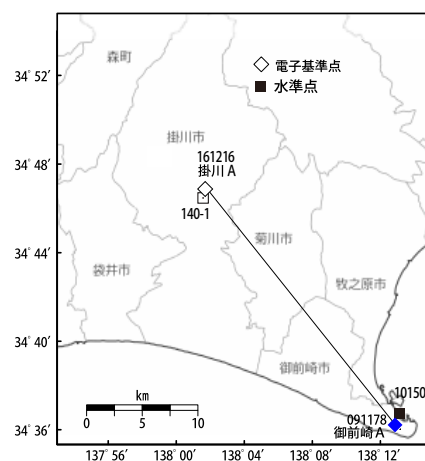 森町
34˚ 52'
電子基準点
水準点
掛川市
34˚ 48'
161216
掛川 A
140-1
菊川市
34˚ 44'
袋井市
牧之原市
34˚ 40'
御前崎市
km
10150
091178
御前崎 A
0 5 10
34˚ 36'
137˚ 56' 138˚ 00' 138˚ 04' 138˚ 08' 138˚ 12'